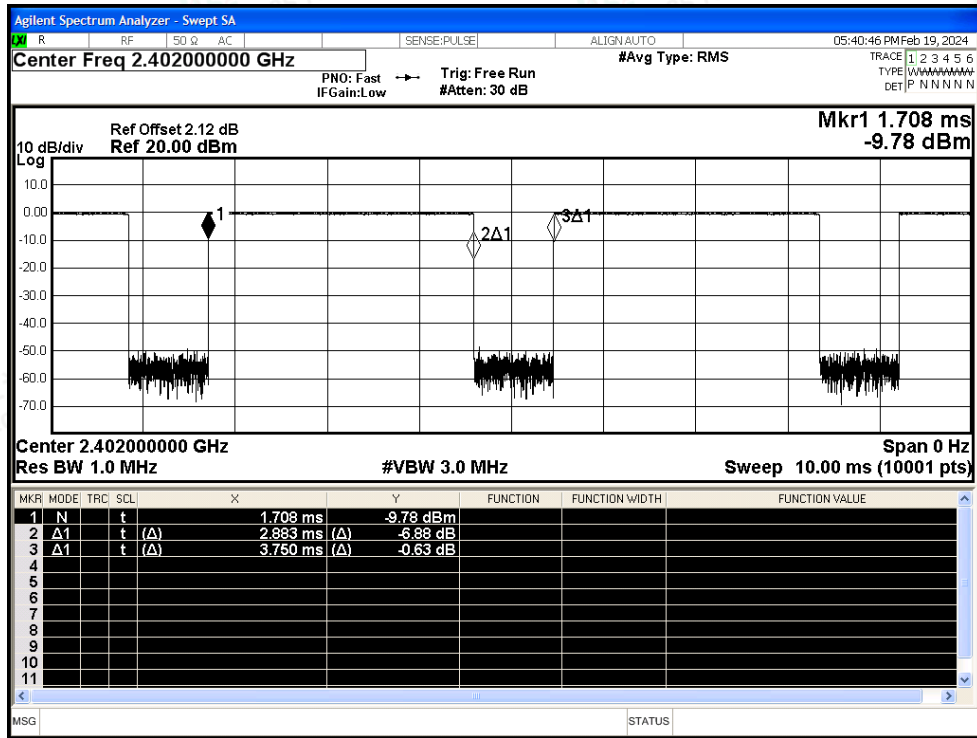 Agilent Spectrum Analyzer - Swept SA
LXI R RF 50 Ω AC SENSE:PULSE ALIGN AUTO 05:40:46 PM Feb 19, 2024
Center Freq 2.402000000 GHz
PNO: Fast
IFGain:Low
Trig: Free Run
#Atten: 30 dB
#Avg Type: RMS
TRACE 1 2 3 4 5 6
TYPE WWWWWW
DET P N N N N N
Mkr1 1.708 ms
-9.78 dBm
Ref Offset 2.12 dB
10 dB/div Ref 20.00 dBm
Log
10.0
0.00
-10.0
-20.0
-30.0
-40.0
-50.0
-60.0
-70.0
1
2Δ1
3Δ1
Center 2.402000000 GHz Span 0 Hz
Res BW 1.0 MHz #VBW 3.0 MHz Sweep 10.00 ms (10001 pts)
MKR MODE TRC SCL X Y FUNCTION FUNCTION WIDTH FUNCTION VALUE
1 N t 1.708 ms -9.78 dBm
2 Δ1 t (Δ) 2.883 ms (Δ) -6.88 dB
3 Δ1 t (Δ) 3.750 ms (Δ) -0.63 dB
4
5
6
7
8
9
10
11
MSG STATUS